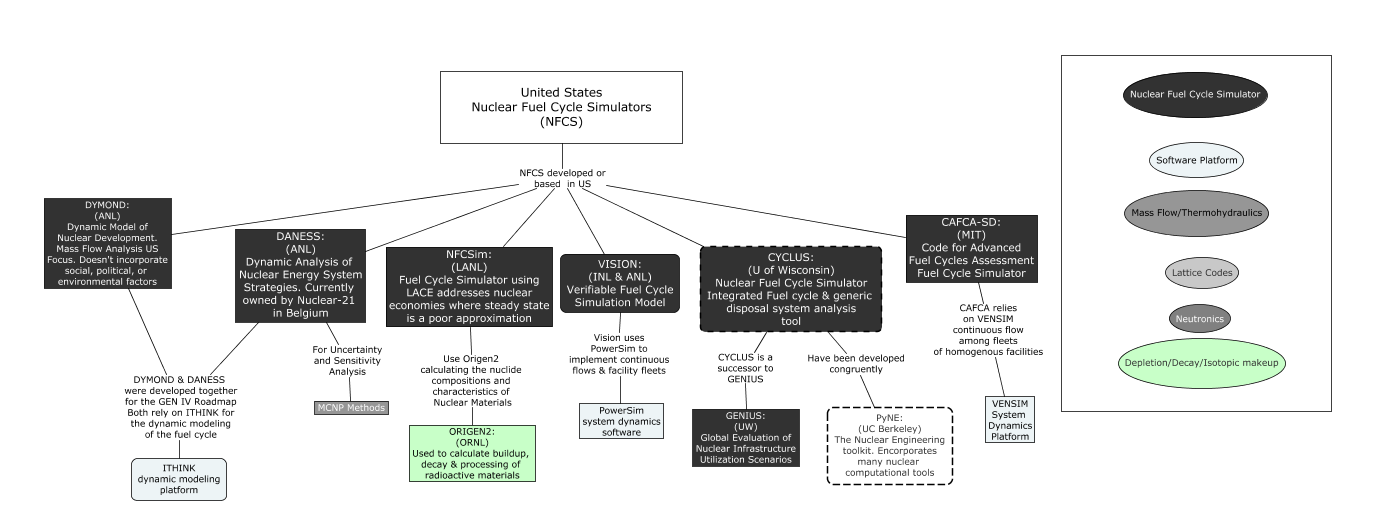 United States
Nuclear Fuel Cycle Simulators
(NFCS)
NFCS developed or
based in US
DYMOND:
(ANL)
Dynamic Model of
Nuclear Development.
Mass Flow Analysis US
Focus. Doesn't incorporate
social, political, or
environmental factors
DANESS:
(ANL)
Dynamic Analysis of
Nuclear Energy System
Strategies. Currently
owned by Nuclear-21
in Belgium
NFCSim:
(LANL)
Fuel Cycle Simulator using
LACE addresses nuclear
economies where steady state
is a poor approximation
VISION:
(INL & ANL)
Verifiable Fuel Cycle
Simulation Model
CYCLUS:
(U of Wisconsin)
Nuclear Fuel Cycle Simulator
Integrated Fuel cycle & generic
disposal system analysis
tool
CAFCA-SD:
(MIT)
Code for Advanced
Fuel Cycles Assessment
Fuel Cycle Simulator
DYMOND & DANESS
were developed together
for the GEN IV Roadmap
Both rely on ITHINK for
the dynamic modeling
of the fuel cycle
ITHINK
dynamic modeling
platform
For Uncertainty
and Sensitivity
Analysis
MCNP Methods
Use Origen2
calculating the nuclide
compositions and
characteristics of
Nuclear Materials
ORIGEN2:
(ORNL)
Used to calculate buildup,
decay & processing of
radioactive materials
Vision uses
PowerSim to
implement continuous
flows & facility fleets
PowerSim
system dynamics
software
CYCLUS is a
successor to
GENIUS
GENIUS:
(UW)
Global Evaluation of
Nuclear Infrastructure
Utilization Scenarios
Have been developed
congruently
PyNE:
(UC Berkeley)
The Nuclear Engineering
toolkit. Encorporates
many nuclear
computational tools
CAFCA relies
on VENSIM
continuous flow
among fleets
of homogenous facilities
VENSIM
System
Dynamics
Platform
Nuclear Fuel Cycle Simulator
Software Platform
Mass Flow/Thermohydraulics
Lattice Codes
Neutronics
Depletion/Decay/Isotopic makeup